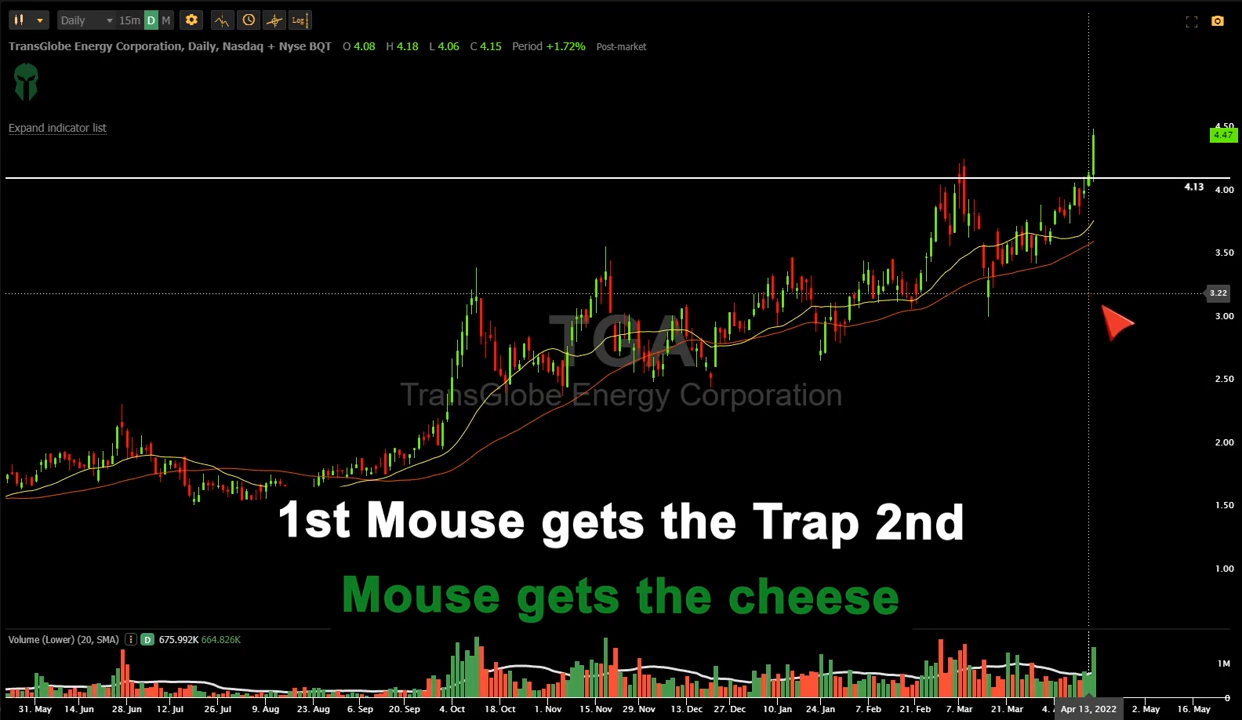 Daily 15m D M Log
TransGlobe Energy Corporation, Daily, Nasdaq + Nyse BQT O 4.08 H 4.18 L 4.06 C 4.15 Period +1.72% Post-market
Expand indicator list
4.50
4.47
4.13
4.00
3.50
3.22
3.00
TGA
2.50
TransGlobe Energy Corporation
2.00
1.50
1st Mouse gets the Trap 2nd
1.00
Mouse gets the cheese
Volume (Lower) (20, SMA) D 675.992K 664.826K
1M
0
31. May 14. Jun 28. Jun 12. Jul 26. Jul 9. Aug 23. Aug 6. Sep 20. Sep 4. Oct 18. Oct 1. Nov 15. Nov 29. Nov 13. Dec 27. Dec 10. Jan 24. Jan 7. Feb 21. Feb 7. Mar 21. Mar 4. Apr 13, 2022 2. May 16. May